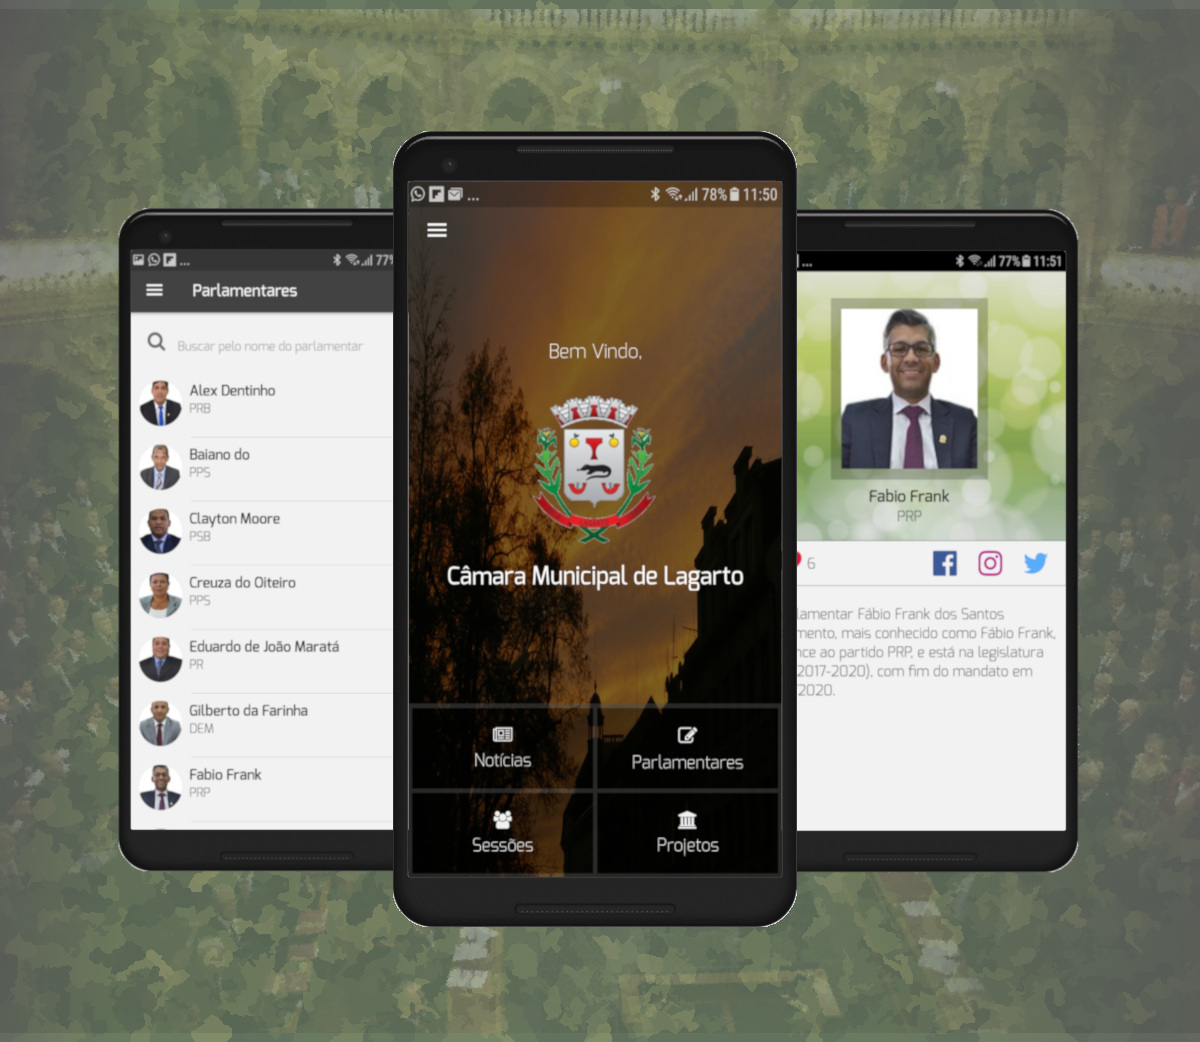 77%
Parlamentares
Buscar pelo nome do parlamentar
Alex Dentinho
PRB
Baiano do
PPS
Clayton Moore
PSB
Creuza do Oiteiro
PPS
Eduardo de João Maratá
PR
Gilberto da Farinha
DEM
Fabio Frank
PRP
... 78% 11:50
Bem Vindo,
Câmara Municipal de Lagarto
Notícias
Parlamentares
Sessões
Projetos
... 77% 11:51
Fabio Frank
PRP
6
lamentar Fábio Frank dos Santos
mento, mais conhecido como Fábio Frank,
nce ao partido PRP, e está na legislatura
2017-2020), com fim do mandato em
2020.